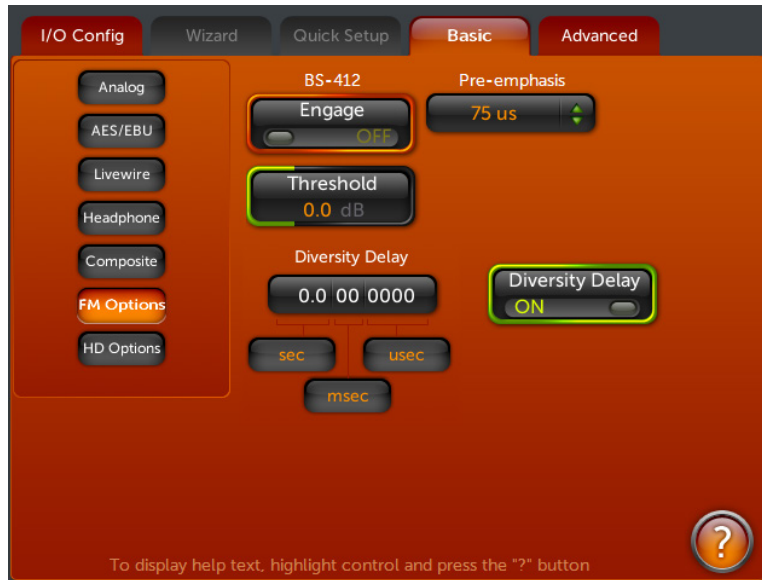 I/O Config
Wizard
Quick Setup
Basic
Advanced
Analog
AES/EBU
Livewire
Headphone
Composite
FM Options
HD Options
BS-412
Engage
OFF
Pre-emphasis
75 us
Threshold
0.0 dB
Diversity Delay
0.0 00 0000
sec
usec
msec
Diversity Delay
ON
?
To display help text, highlight control and press the "?" button